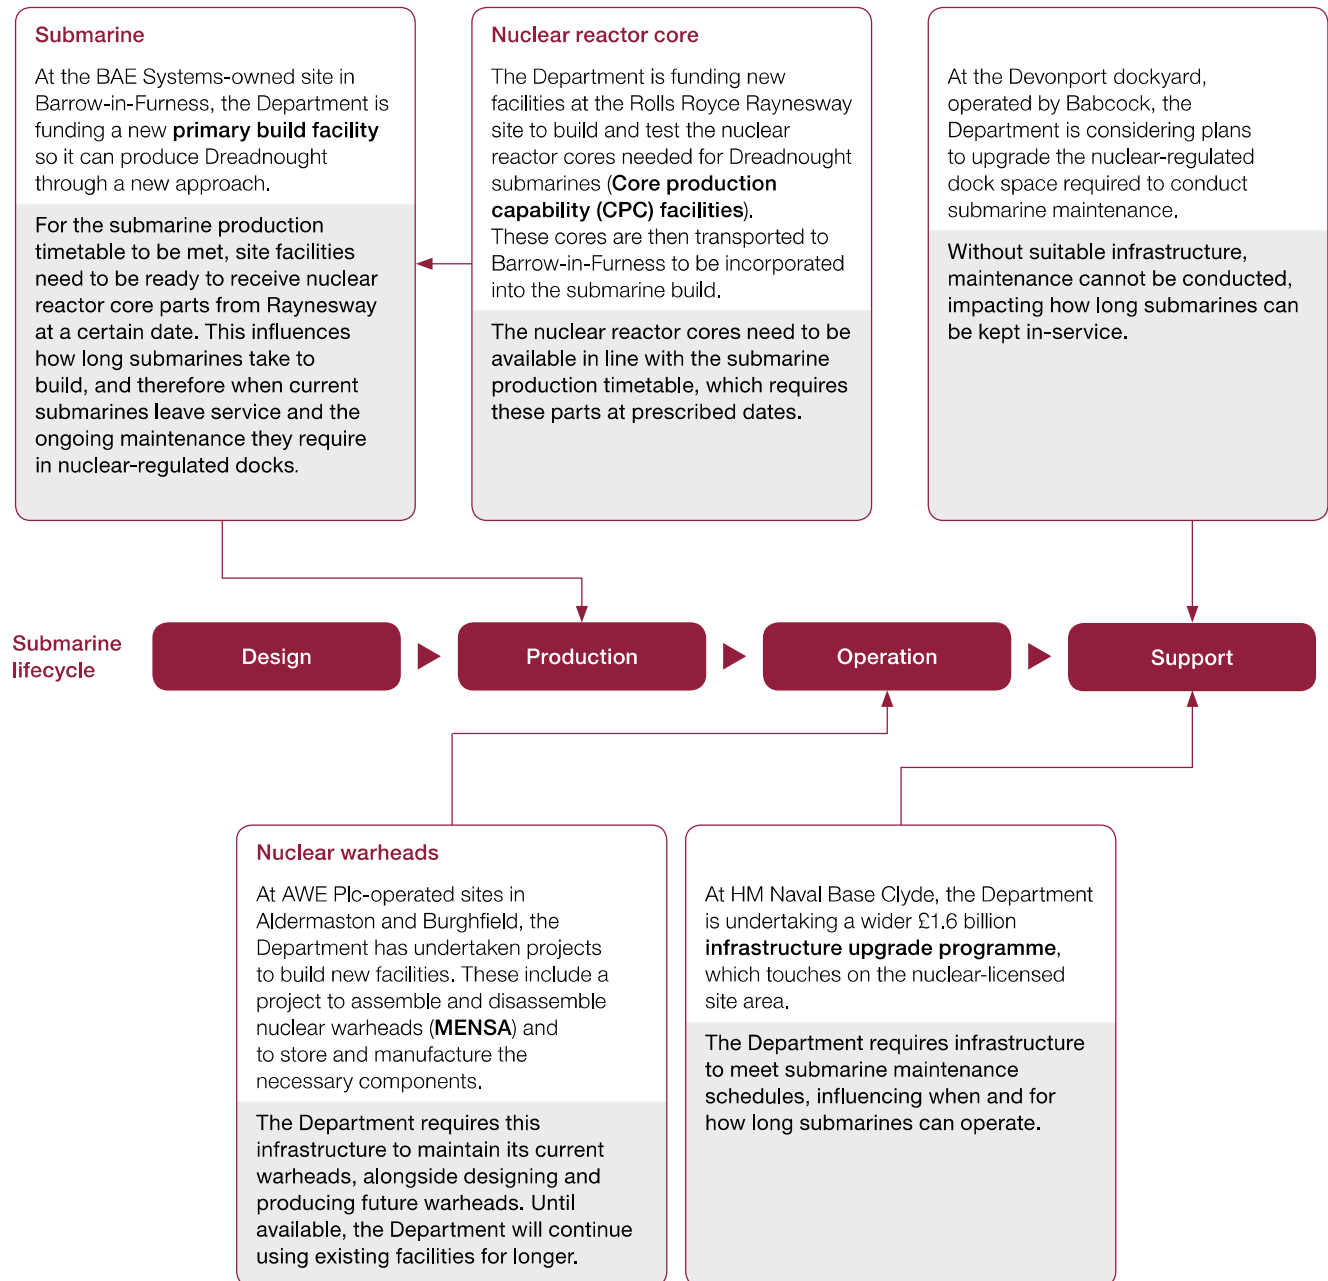 Submarine
At the BAE Systems-owned site in
Barrow-in-Furness, the Department is
funding a new primary build facility
so it can produce Dreadnought
through a new approach.
For the submarine production
timetable to be met, site facilities
need to be ready to receive nuclear
reactor core parts from Raynesway
at a certain date. This influences
how long submarines take to
build, and therefore when current
submarines leave service and the
ongoing maintenance they require
in nuclear-regulated docks.
Nuclear reactor core
The Department is funding new
facilities at the Rolls Royce Raynesway
site to build and test the nuclear
reactor cores needed for Dreadnought
submarines (Core production
capability (CPC) facilities).
These cores are then transported to
Barrow-in-Furness to be incorporated
into the submarine build.
The nuclear reactor cores need to be
available in line with the submarine
production timetable, which requires
these parts at prescribed dates.
At the Devonport dockyard,
operated by Babcock, the
Department is considering plans
to upgrade the nuclear-regulated
dock space required to conduct
submarine maintenance.
Without suitable infrastructure,
maintenance cannot be conducted,
impacting how long submarines can
be kept in-service.
Submarine
lifecycle
Design
Production
Operation
Support
Nuclear warheads
At AWE Plc-operated sites in
Aldermaston and Burghfield, the
Department has undertaken projects
to build new facilities. These include a
project to assemble and disassemble
nuclear warheads (MENSA) and
to store and manufacture the
necessary components.
The Department requires this
infrastructure to maintain its current
warheads, alongside designing and
producing future warheads. Until
available, the Department will continue
using existing facilities for longer.
At HM Naval Base Clyde, the Department
is undertaking a wider £1.6 billion
infrastructure upgrade programme,
which touches on the nuclear-licensed
site area.
The Department requires infrastructure
to meet submarine maintenance
schedules, influencing when and for
how long submarines can operate.